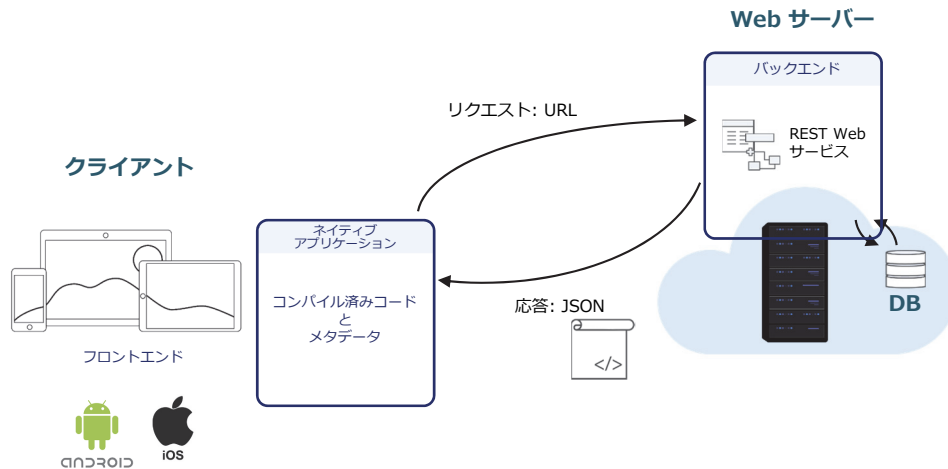 Web サーバー
バックエンド
リクエスト: URL
REST Web
サービス
クライアント
ネイティブ
アプリケーション
コンパイル済みコード
と
メタデータ
応答: JSON
</>
DB
フロントエンド
ANDROID
iOS